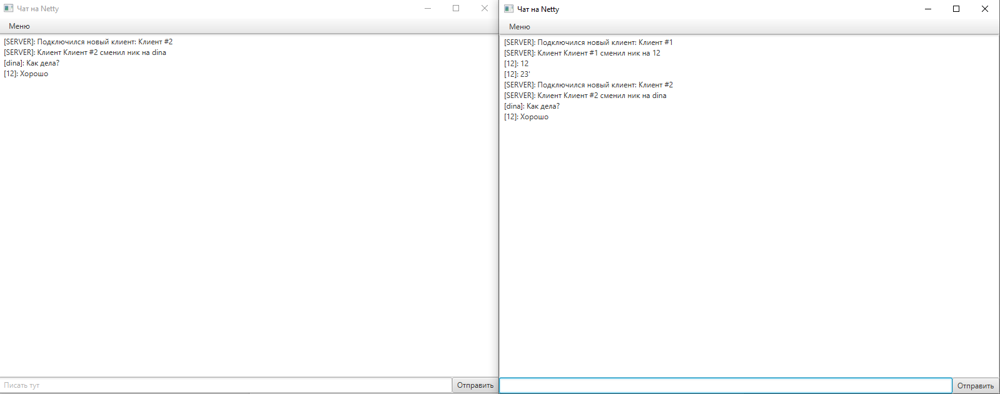 Чат на Netty
Меню
[SERVER]: Подключился новый клиент: Клиент #2
[SERVER]: Клиент Клиент #2 сменил ник на dina
[dina]: Как дела?
[12]: Хорошо
Писать тут
Отправить
Чат на Netty
Меню
[SERVER]: Подключился новый клиент: Клиент #1
[SERVER]: Клиент Клиент #1 сменил ник на 12
[12]: 12
[12]: 23'
[SERVER]: Подключился новый клиент: Клиент #2
[SERVER]: Клиент Клиент #2 сменил ник на dina
[dina]: Как дела?
[12]: Хорошо
Отправить